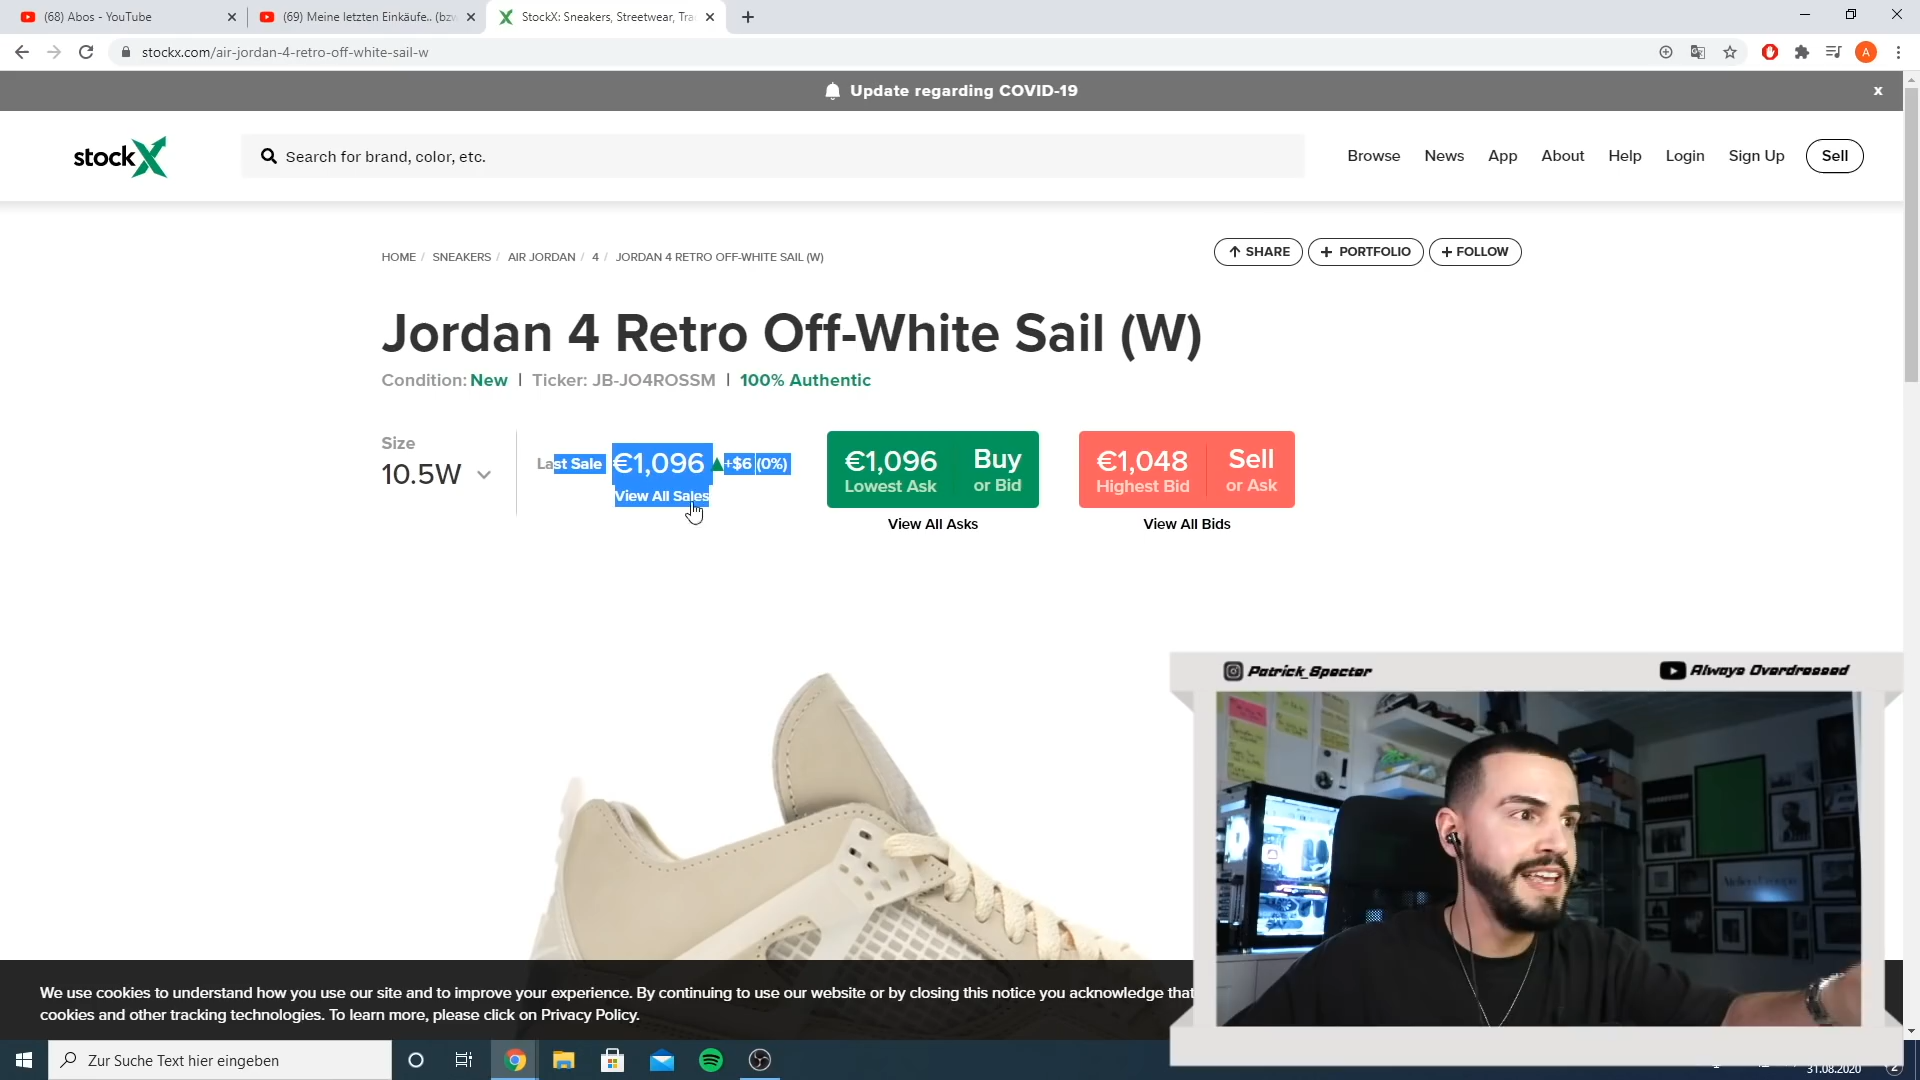 (68) Abos - YouTube
(69) Meine letzten Einkäufe.. (bzw
StockX: Sneakers, Streetwear, Tra
stockx.com/air-jordan-4-retro-off-white-sail-w
A
Update regarding COVID-19
x
stockX
Search for brand, color, etc.
Browse News App About Help Login Sign Up Sell
HOME / SNEAKERS / AIR JORDAN / 4 / JORDAN 4 RETRO OFF-WHITE SAIL (W)
SHARE
+ PORTFOLIO
+ FOLLOW
Jordan 4 Retro Off-White Sail (W)
Condition: New | Ticker: JB-JO4ROSSM | 100% Authentic
Size
10.5W
Last Sale €1,096 +$6 (0%)
View All Sales
€1,096
Lowest Ask
Buy
or Bid
View All Asks
€1,048
Highest Bid
Sell
or Ask
View All Bids
Patrick_Specter
Always Overdressed
We use cookies to understand how you use our site and to improve your experience. By continuing to use our website or by closing this notice you acknowledge that
cookies and other tracking technologies. To learn more, please click on Privacy Policy.
Zur Suche Text hier eingeben
31.08.2020
2